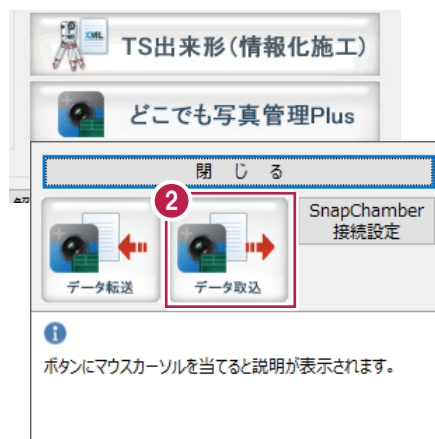 XML
TS出来形(情報化施工)
どこでも写真管理Plus
閉じる
2
データ転送
データ取込
SnapChamber
接続設定
ボタンにマウスカーソルを当てると説明が表示されます。